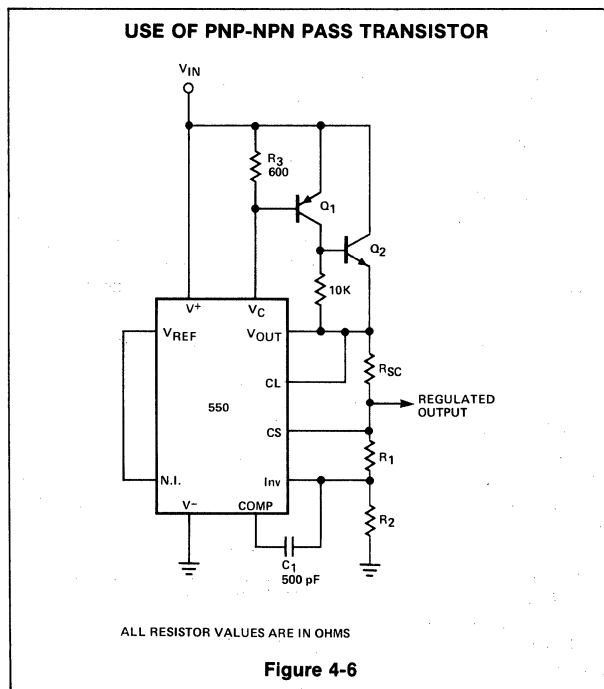 USE OF PNP-NPN PASS TRANSISTOR
VIN
R3
600
Q1
Q2
10K
V+
VC
VREF
VOUT
RSC
CL
REGULATED
OUTPUT
550
CS
R1
N.I.
Inv
V-
COMP
R2
C1
500 pF
ALL RESISTOR VALUES ARE IN OHMS
Figure 4-6